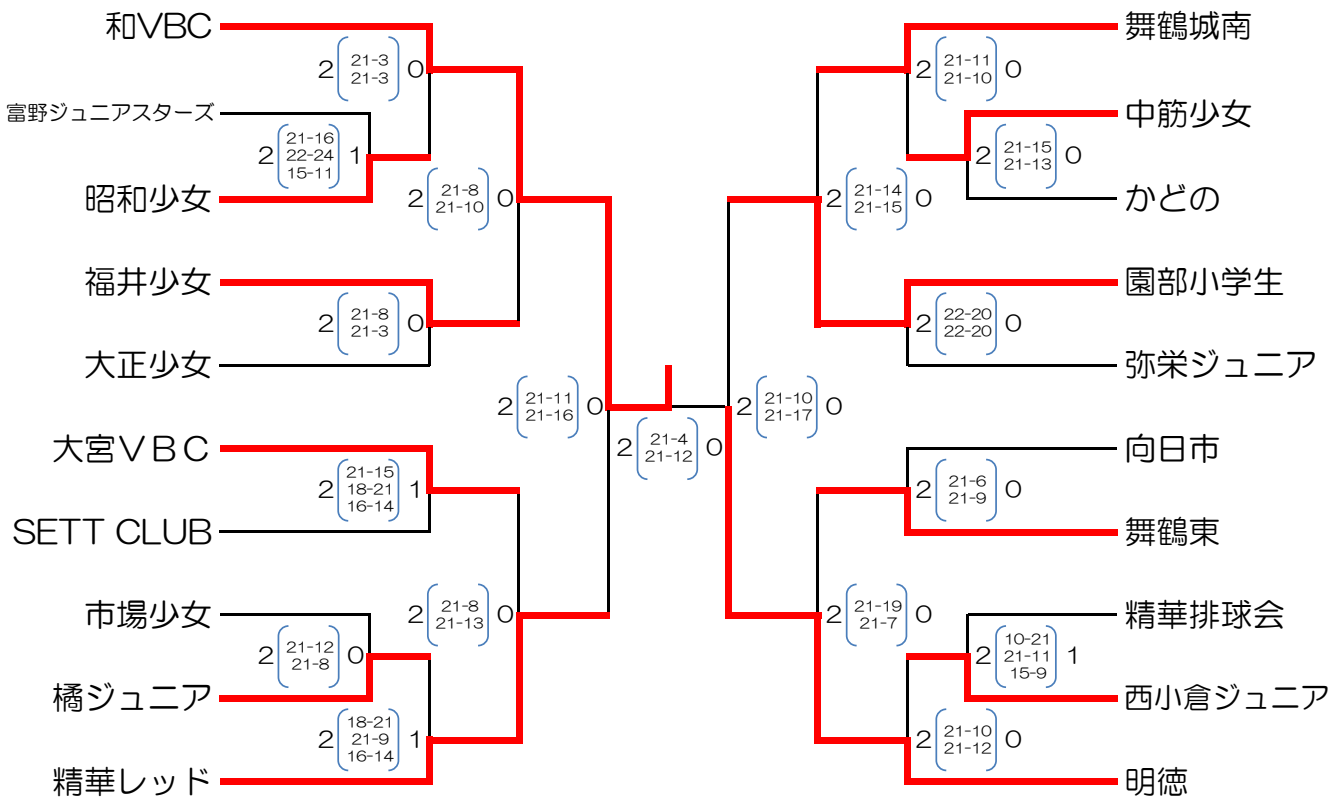 和VBC
2 21-3 0
21-3
富野ジュニアスターズ
2 21-16 1
22-24
15-11
昭和少女
2 21-8 0
21-10
福井少女
2 21-8 0
21-3
大正少女
2 21-11 0
21-16
大宮ＶＢＣ
2 21-15 1
18-21
16-14
SETT CLUB
市場少女
2 21-12 0
21-8
橘ジュニア
2 21-8 0
21-13
2 18-21 1
21-9
16-14
精華レッド
2 21-4 0
21-12
舞鶴城南
2 21-11 0
21-10
中筋少女
2 21-15 0
21-13
かどの
2 21-14 0
21-15
園部小学生
2 22-20 0
22-20
弥栄ジュニア
2 21-10 0
21-17
向日市
2 21-6 0
21-9
舞鶴東
2 21-19 0
21-7
精華排球会
2 10-21 1
21-11
15-9
西小倉ジュニア
2 21-10 0
21-12
明徳